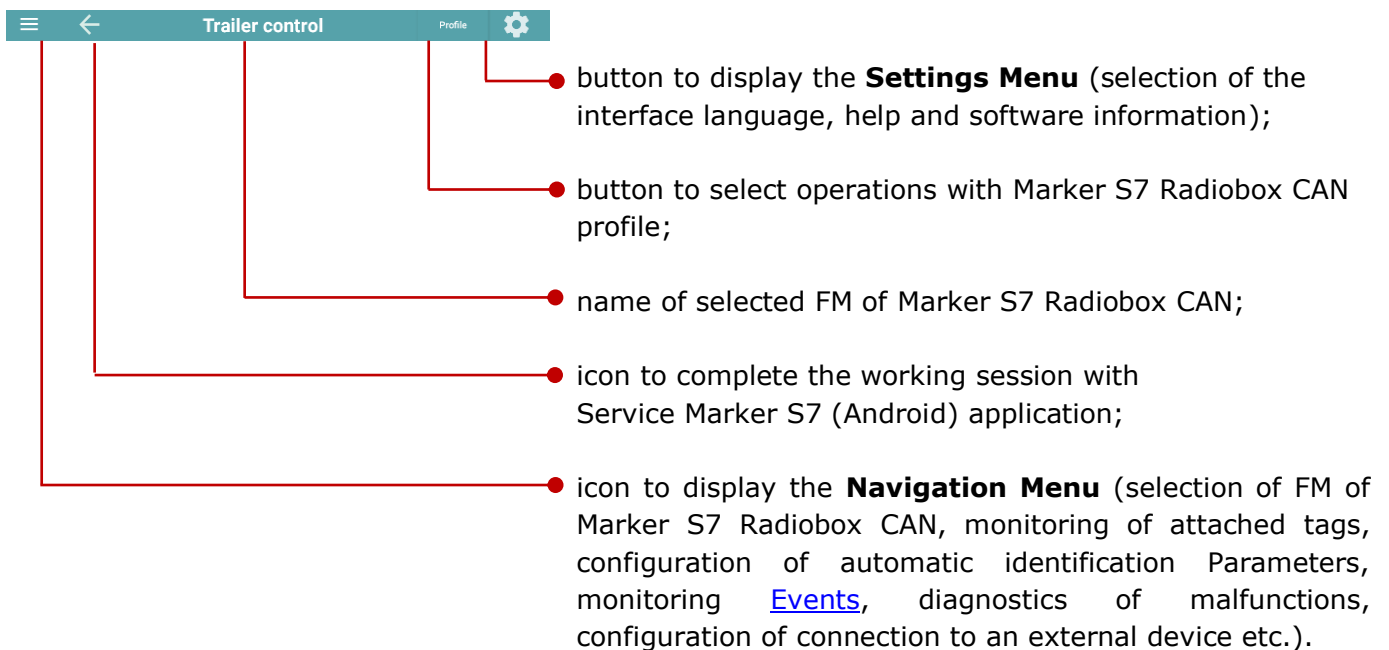 Trailer control Profile
button to display the Settings Menu (selection of the
interface language, help and software information);
button to select operations with Marker S7 Radiobox CAN
profile;
name of selected FM of Marker S7 Radiobox CAN;
icon to complete the working session with
Service Marker S7 (Android) application;
icon to display the Navigation Menu (selection of FM of
Marker S7 Radiobox CAN, monitoring of attached tags,
configuration of automatic identification Parameters,
monitoring Events, diagnostics of malfunctions,
configuration of connection to an external device etc.).